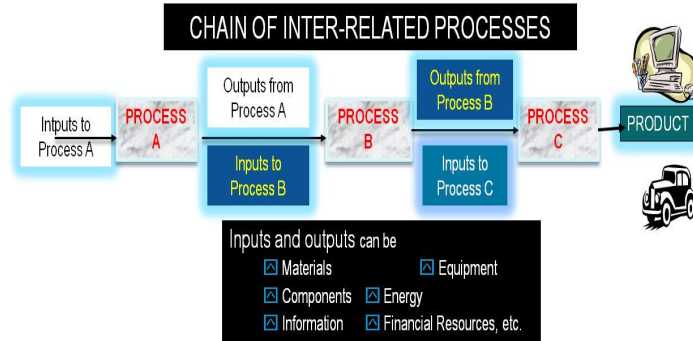 CHAIN OF INTER-RELATED PROCESSES
Intputs to
Process A
PROCESS
A
Outputs from
Process A
Inputs to
Process B
PROCESS
B
Outputs from
Process B
Inputs to
Process C
PROCESS
C
PRODUCT
Inputs and outputs can be
Materials
Equipment
Components
Energy
Information
Financial Resources, etc.